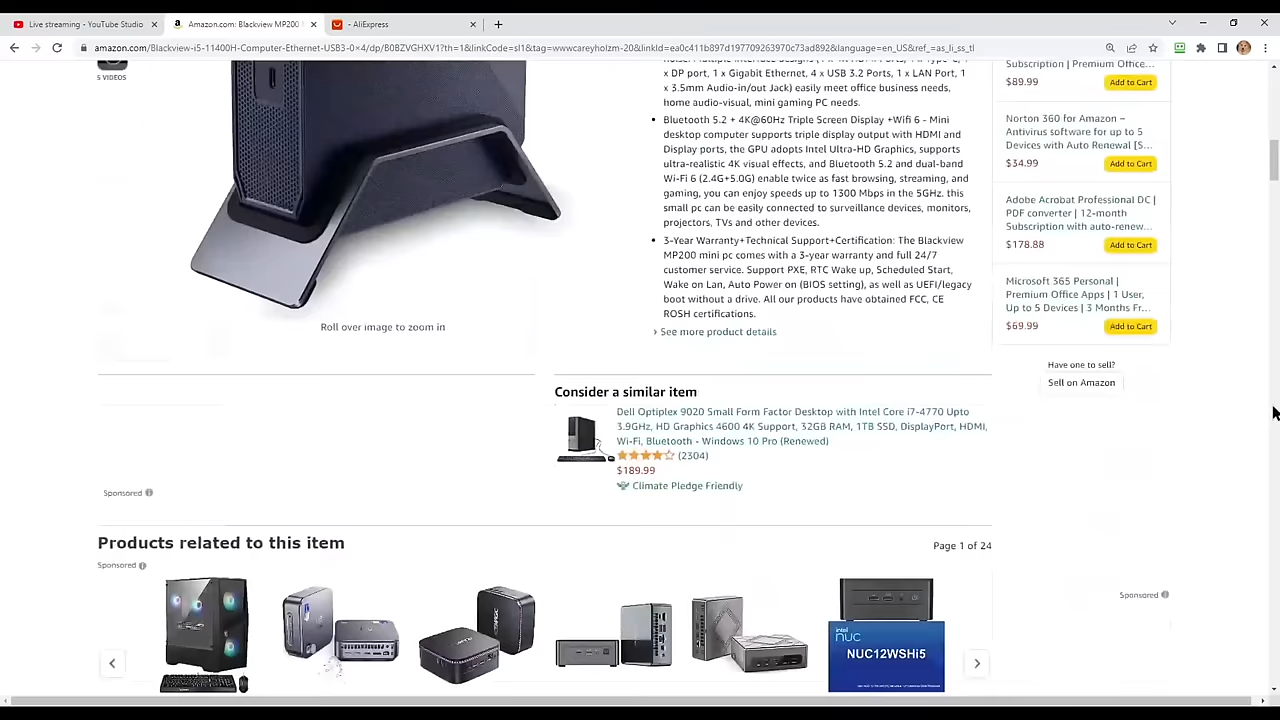 Live streaming - YouTube Studio
Amazon.com: Blackview MP200
- AliExpress
amazon.com/Blackview-i5-11400H-Computer-Ethernet-USB3-0×4/dp/B0BZVGHXV1?th=1&linkCode=sl1&tag=wwwcareyholzm-20&linkId=ea0c411b897d197709263970c73ad892&language=en_US&ref_=as_li_ss_tl
5 VIDEOS
Roll over image to zoom in
1 x DP port, 1 x Gigabit Ethernet, 4 x USB 3.2 Ports, 1 x LAN Port, 1
x 3.5mm Audio-in/out Jack) easily meet office business needs,
home audio-visual, mini gaming PC needs.
Bluetooth 5.2 + 4K@60Hz Triple Screen Display +Wifi 6 - Mini
desktop computer supports triple display output with HDMI and
Display ports, the GPU adopts Intel Ultra-HD Graphics, supports
ultra-realistic 4K visual effects, and Bluetooth 5.2 and dual-band
Wi-Fi 6 (2.4G+5.0G) enable twice as fast browsing, streaming, and
gaming, you can enjoy speeds up to 1300 Mbps in the 5GHz. this
small pc can be easily connected to surveillance devices, monitors,
projectors, TVs and other devices.
3-Year Warranty+Technical Support+Certification: The Blackview
MP200 mini pc comes with a 3-year warranty and full 24/7
customer service. Support PXE, RTC Wake up, Scheduled Start,
Wake on Lan, Auto Power on (BIOS setting), as well as UEFI/legacy
boot without a drive. All our products have obtained FCC, CE
ROSH certifications.
› See more product details
Subscription | Premium Office...
$89.99
Add to Cart
Norton 360 for Amazon –
Antivirus software for up to 5
Devices with Auto Renewal [S...
$34.99
Add to Cart
Adobe Acrobat Professional DC |
PDF converter | 12-month
Subscription with auto-renew...
$178.88
Add to Cart
Microsoft 365 Personal |
Premium Office Apps | 1 User,
Up to 5 Devices | 3 Months Fr...
$69.99
Add to Cart
Have one to sell?
Sell on Amazon
Consider a similar item
Dell Optiplex 9020 Small Form Factor Desktop with Intel Core i7-4770 Upto
3.9GHz, HD Graphics 4600 4K Support, 32GB RAM, 1TB SSD, DisplayPort, HDMI,
Wi-Fi, Bluetooth - Windows 10 Pro (Renewed)
(2304)
$189.99
Climate Pledge Friendly
Sponsored
Products related to this item
Page 1 of 24
Sponsored
Sponsored
intel
nuc
NUC12WSHi5